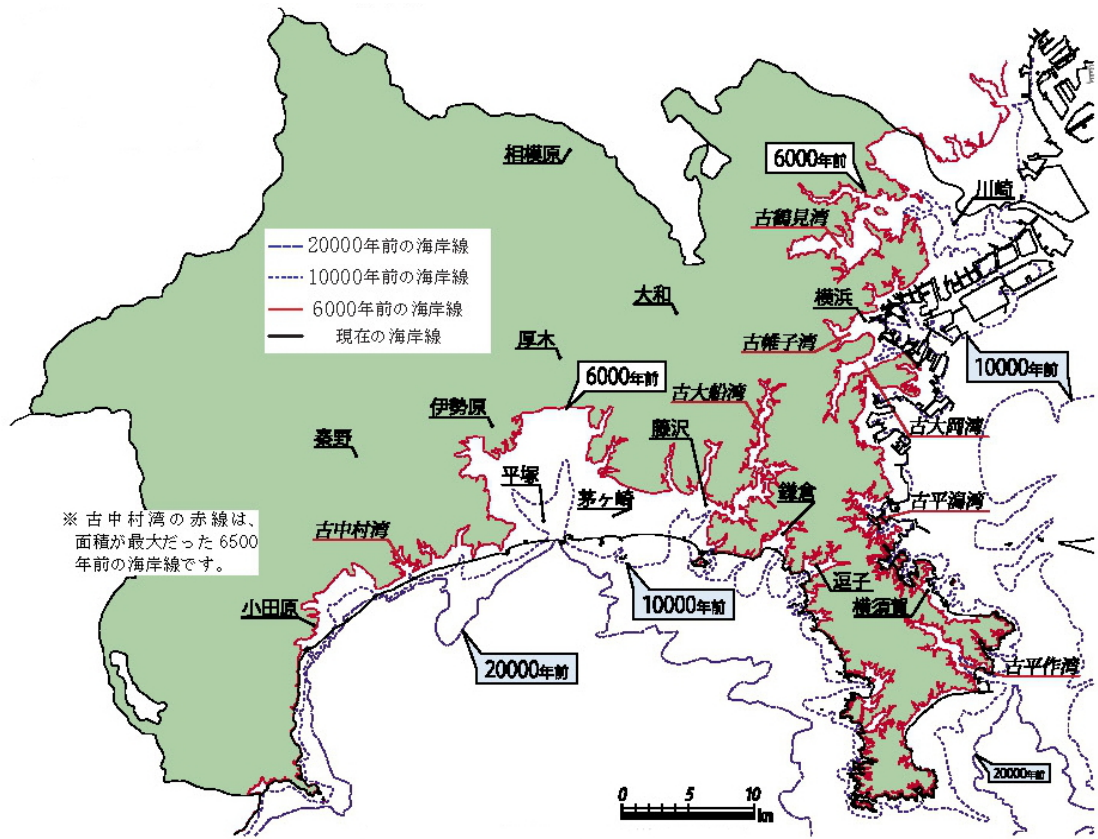 相模原
6000年前
川崎
古鶴見湾
20000年前の海岸線
10000年前の海岸線
6000年前の海岸線
現在の海岸線
大和
横浜
厚木
古帷子湾
10000年前
6000年前
伊勢原
古大船湾
藤沢
古大岡湾
秦野
平塚
茅ヶ崎
鎌倉
古平潟湾
※古中村湾の赤線は、
面積が最大だった6500
年前の海岸線です。
古中村湾
逗子
横須賀
小田原
10000年前
20000年前
古平作湾
20000年前
0 5 10
km